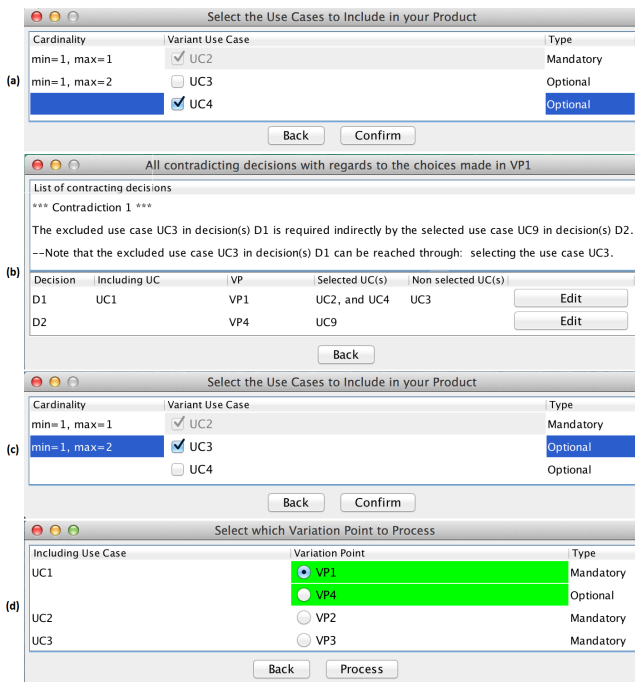 Select the Use Cases to Include in your Product
Cardinality Variant Use Case Type
min=1, max=1 UC2 Mandatory
(a) min=1, max=2 UC3 Optional
UC4 Optional
Back Confirm
All contradicting decisions with regards to the choices made in VP1
List of contracting decisions
*** Contradiction 1 ***
The excluded use case UC3 in decision(s) D1 is required indirectly by the selected use case UC9 in decision(s) D2.
--Note that the excluded use case UC3 in decision(s) D1 can be reached through: selecting the use case UC3.
(b)
Decision Including UC VP Selected UC(s) Non selected UC(s)
D1 UC1 VP1 UC2, and UC4 UC3 Edit
D2 VP4 UC9 Edit
Back
Select the Use Cases to Include in your Product
Cardinality Variant Use Case Type
min=1, max=1 UC2 Mandatory
(c) min=1, max=2 UC3 Optional
UC4 Optional
Back Confirm
Select which Variation Point to Process
Including Use Case Variation Point Type
UC1 VP1 Mandatory
VP4 Optional
(d)
UC2 VP2 Mandatory
UC3 VP3 Mandatory
Back Process